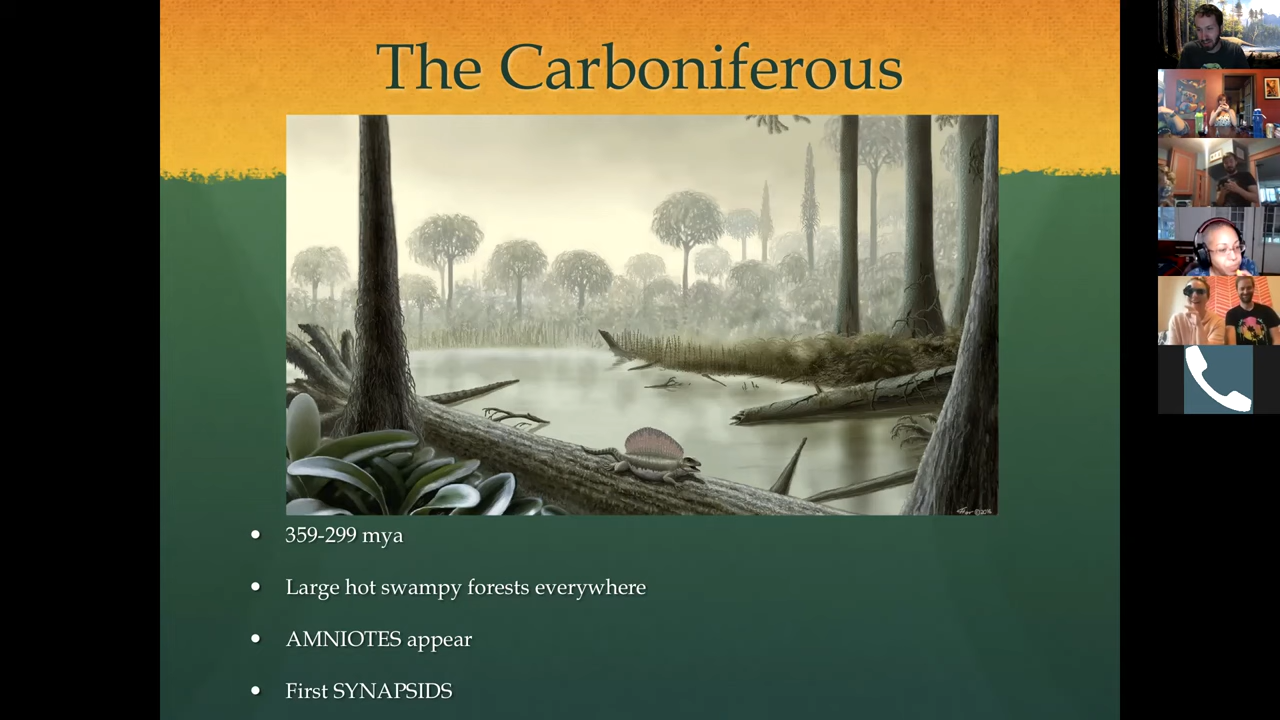 The Carboniferous
359-299 mya
Large hot swampy forests everywhere
AMNIOTES appear
First SYNAPSIDS